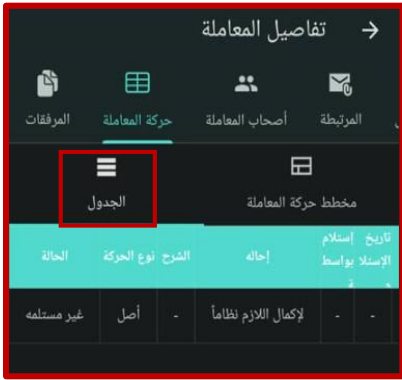 تفاصيل المعاملة
المرتبطة
أصحاب المعاملة
حركة المعاملة
المرفقات
مخطط حركة المعاملة
الجدول
تاريخ الإستلا م
إستلام بواسط ة
إحاله
الشرح
نوع الحركة
الحالة
-
-
لإكمال اللازم نظاماً
-
أصل
غير مستلمه